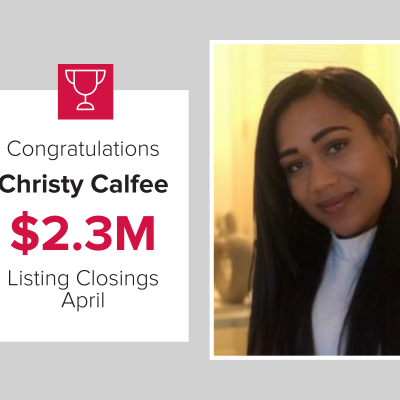 Congratulations
Christy Calfee
$2.3M
Listing Closings
April